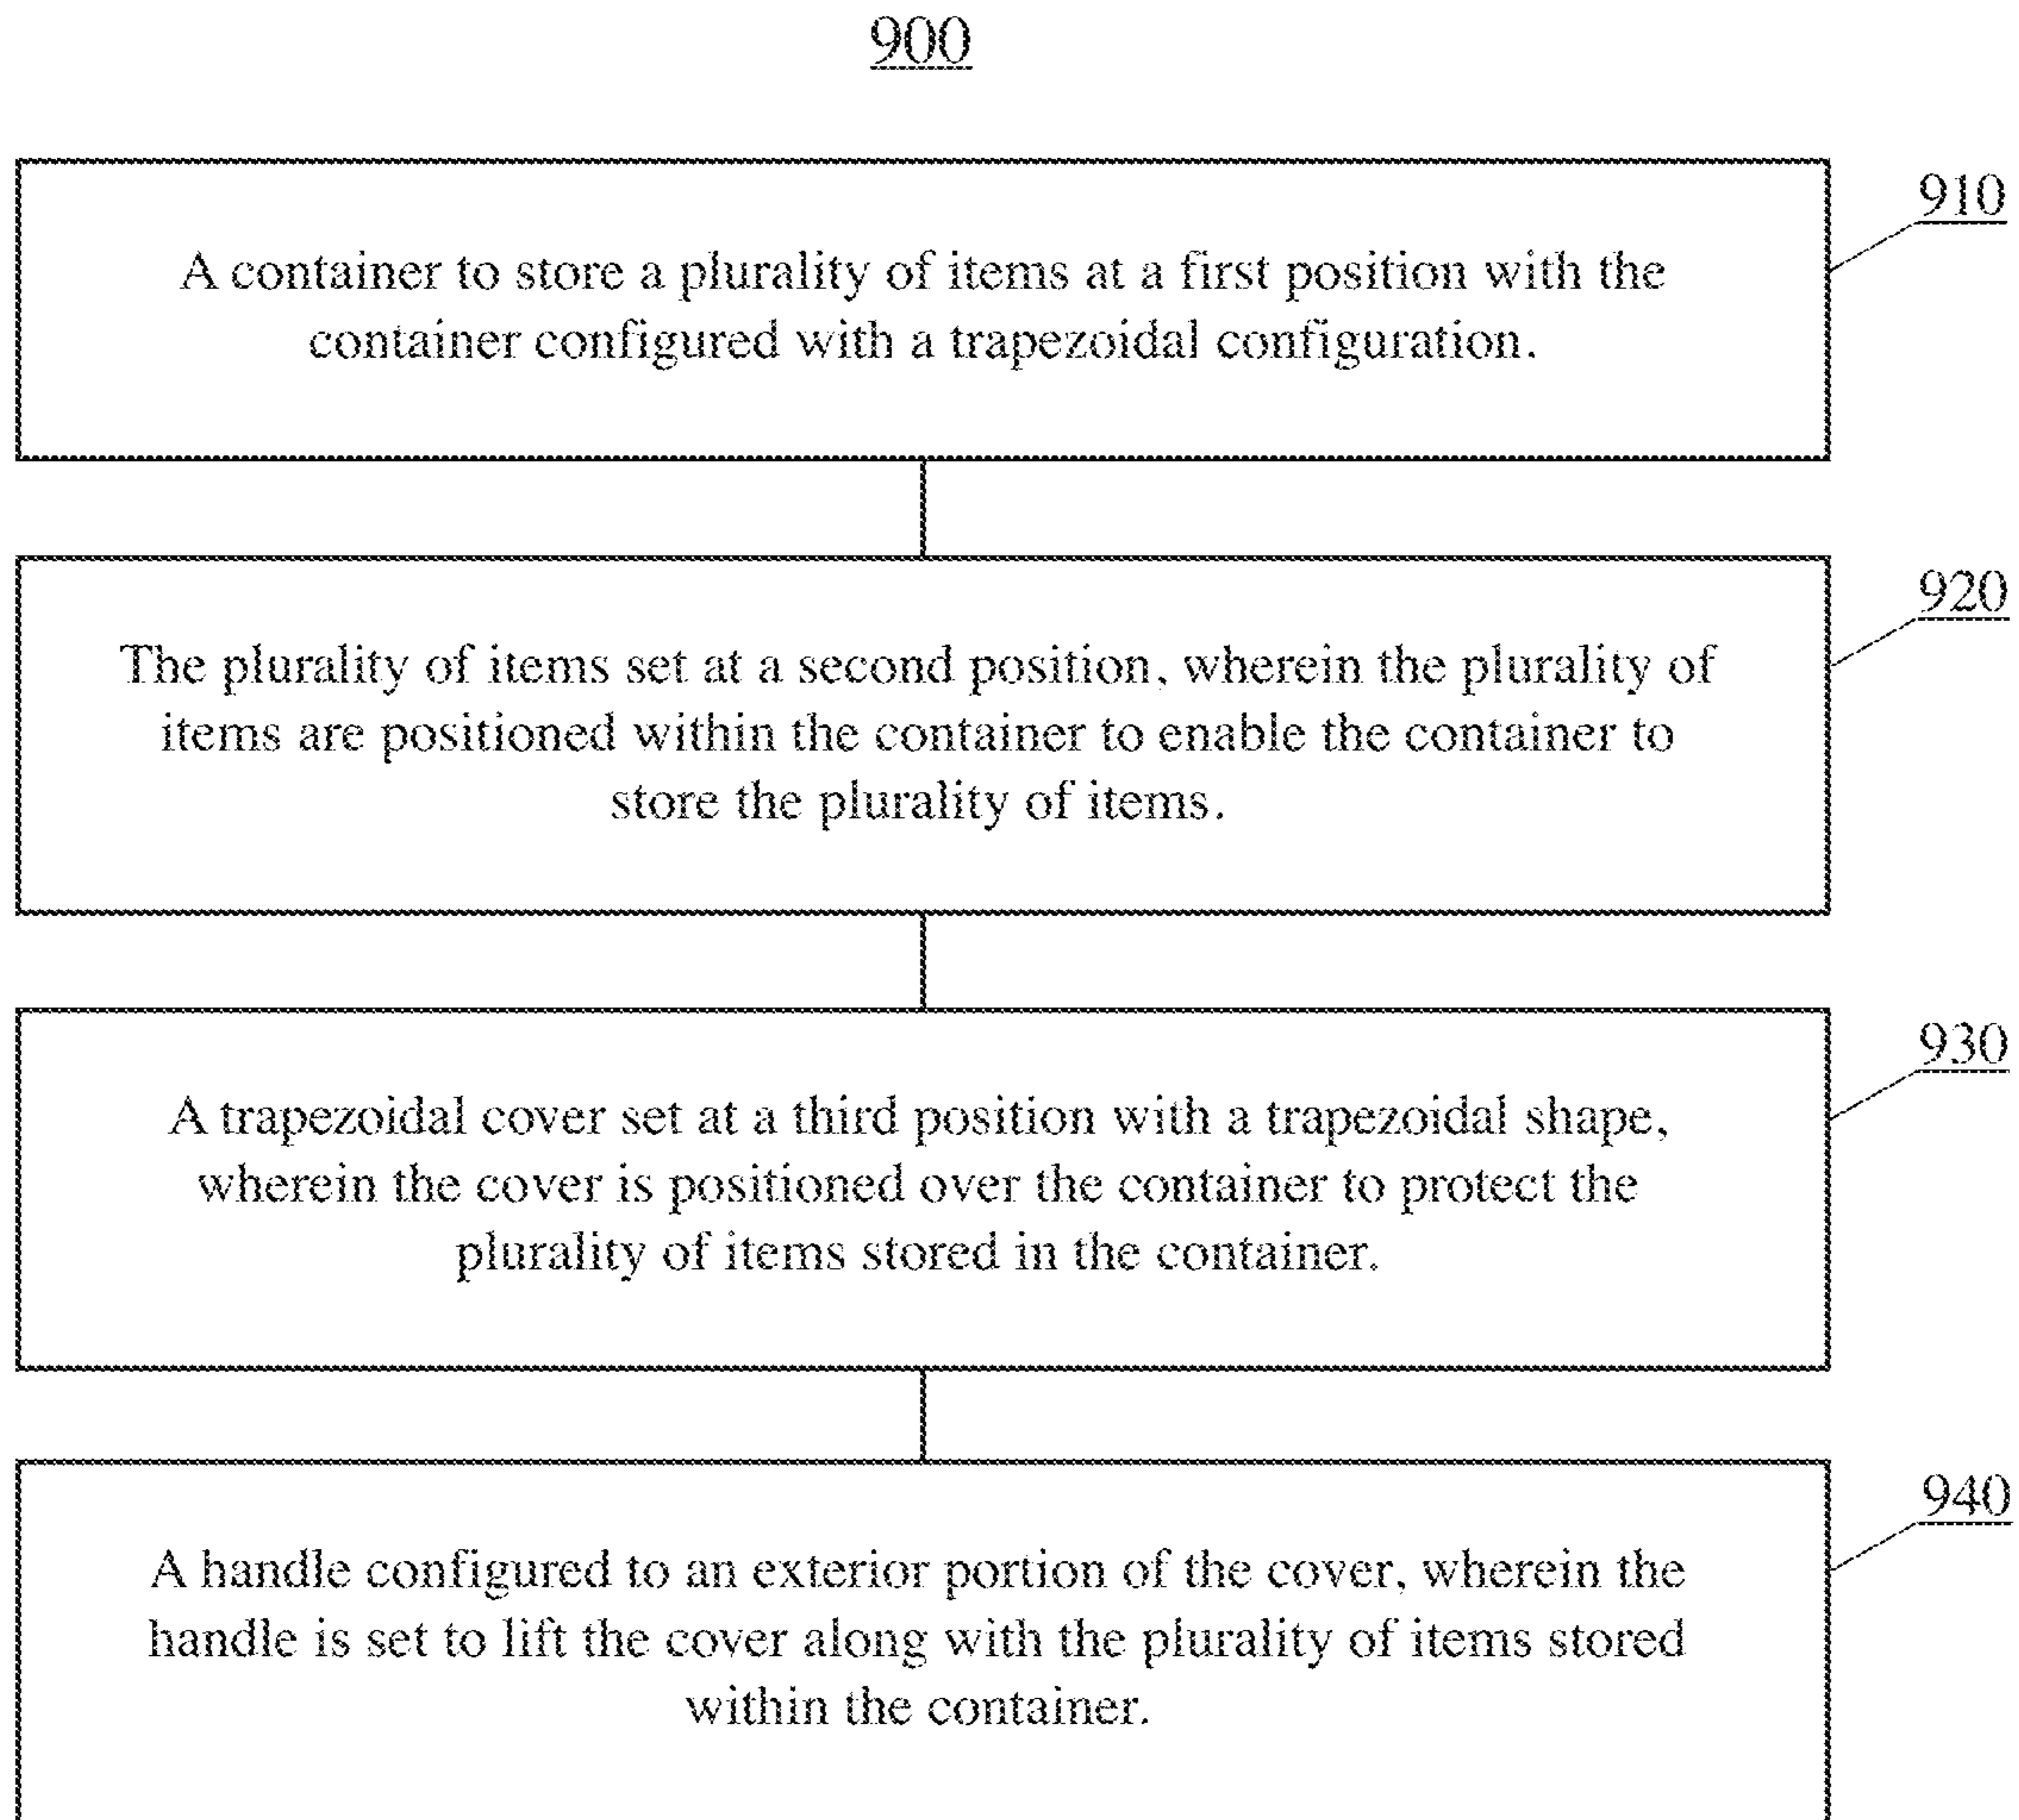 900
910
A container to store a plurality of items at a first position with the
container configured with a trapezoidal configuration.
920
The plurality of items set at a second position, wherein the plurality of
items are positioned within the container to enable the container to
store the plurality of items.
930
A trapezoidal cover set at a third position with a trapezoidal shape,
wherein the cover is positioned over the container to protect the
plurality of items stored in the container.
940
A handle configured to an exterior portion of the cover, wherein the
handle is set to lift the cover along with the plurality of items stored
within the container.